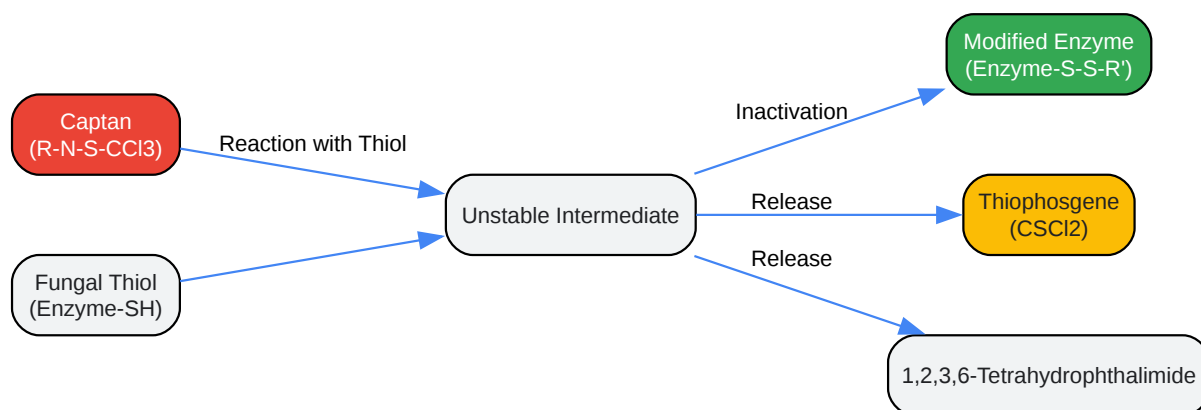 Captan
(R-N-S-CCl3)
Reaction with Thiol
Fungal Thiol
(Enzyme-SH)
Unstable Intermediate
Inactivation
Modified Enzyme
(Enzyme-S-S-R')
Release
Thiophosgene
(CSCl2)
Release
1,2,3,6-Tetrahydrophthalimide